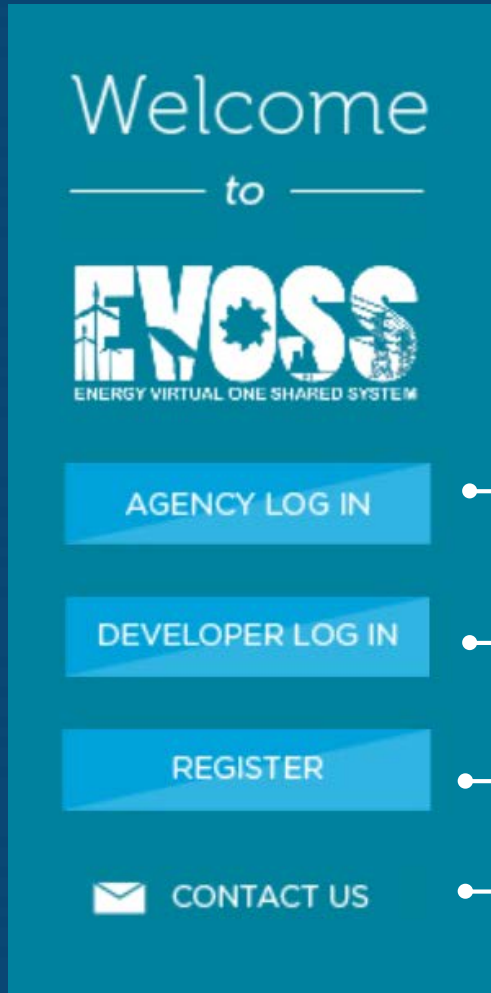 Welcome
to
EVOSS
ENERGY VIRTUAL ONE SHARED SYSTEM
AGENCY LOG IN
DEVELOPER LOG IN
REGISTER
CONTACT US